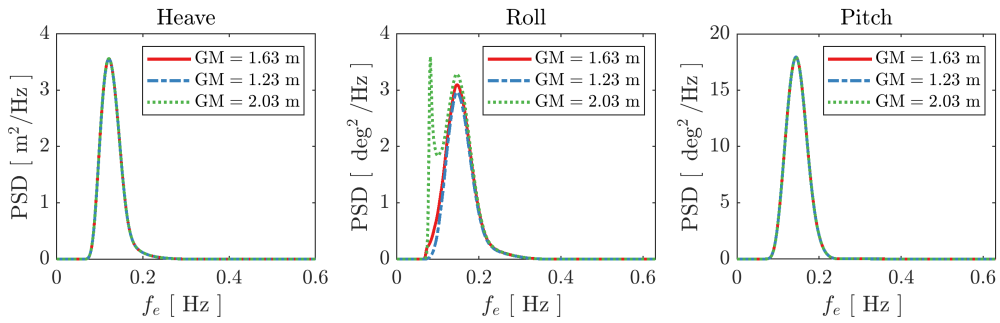 Heave
PSD [ m²/Hz]
4
3
2
1
0
0 0.2 0.4 0.6
f_e [ Hz ]
GM = 1.63 m
GM = 1.23 m
GM = 2.03 m
Roll
PSD [ deg² /Hz]
4
3
2
1
0
0 0.2 0.4 0.6
f_e [ Hz ]
GM = 1.63 m
GM = 1.23 m
GM = 2.03 m
Pitch
PSD [ deg² /Hz]
20
15
10
5
0
0 0.2 0.4 0.6
f_e [ Hz ]
GM = 1.63 m
GM = 1.23 m
GM = 2.03 m